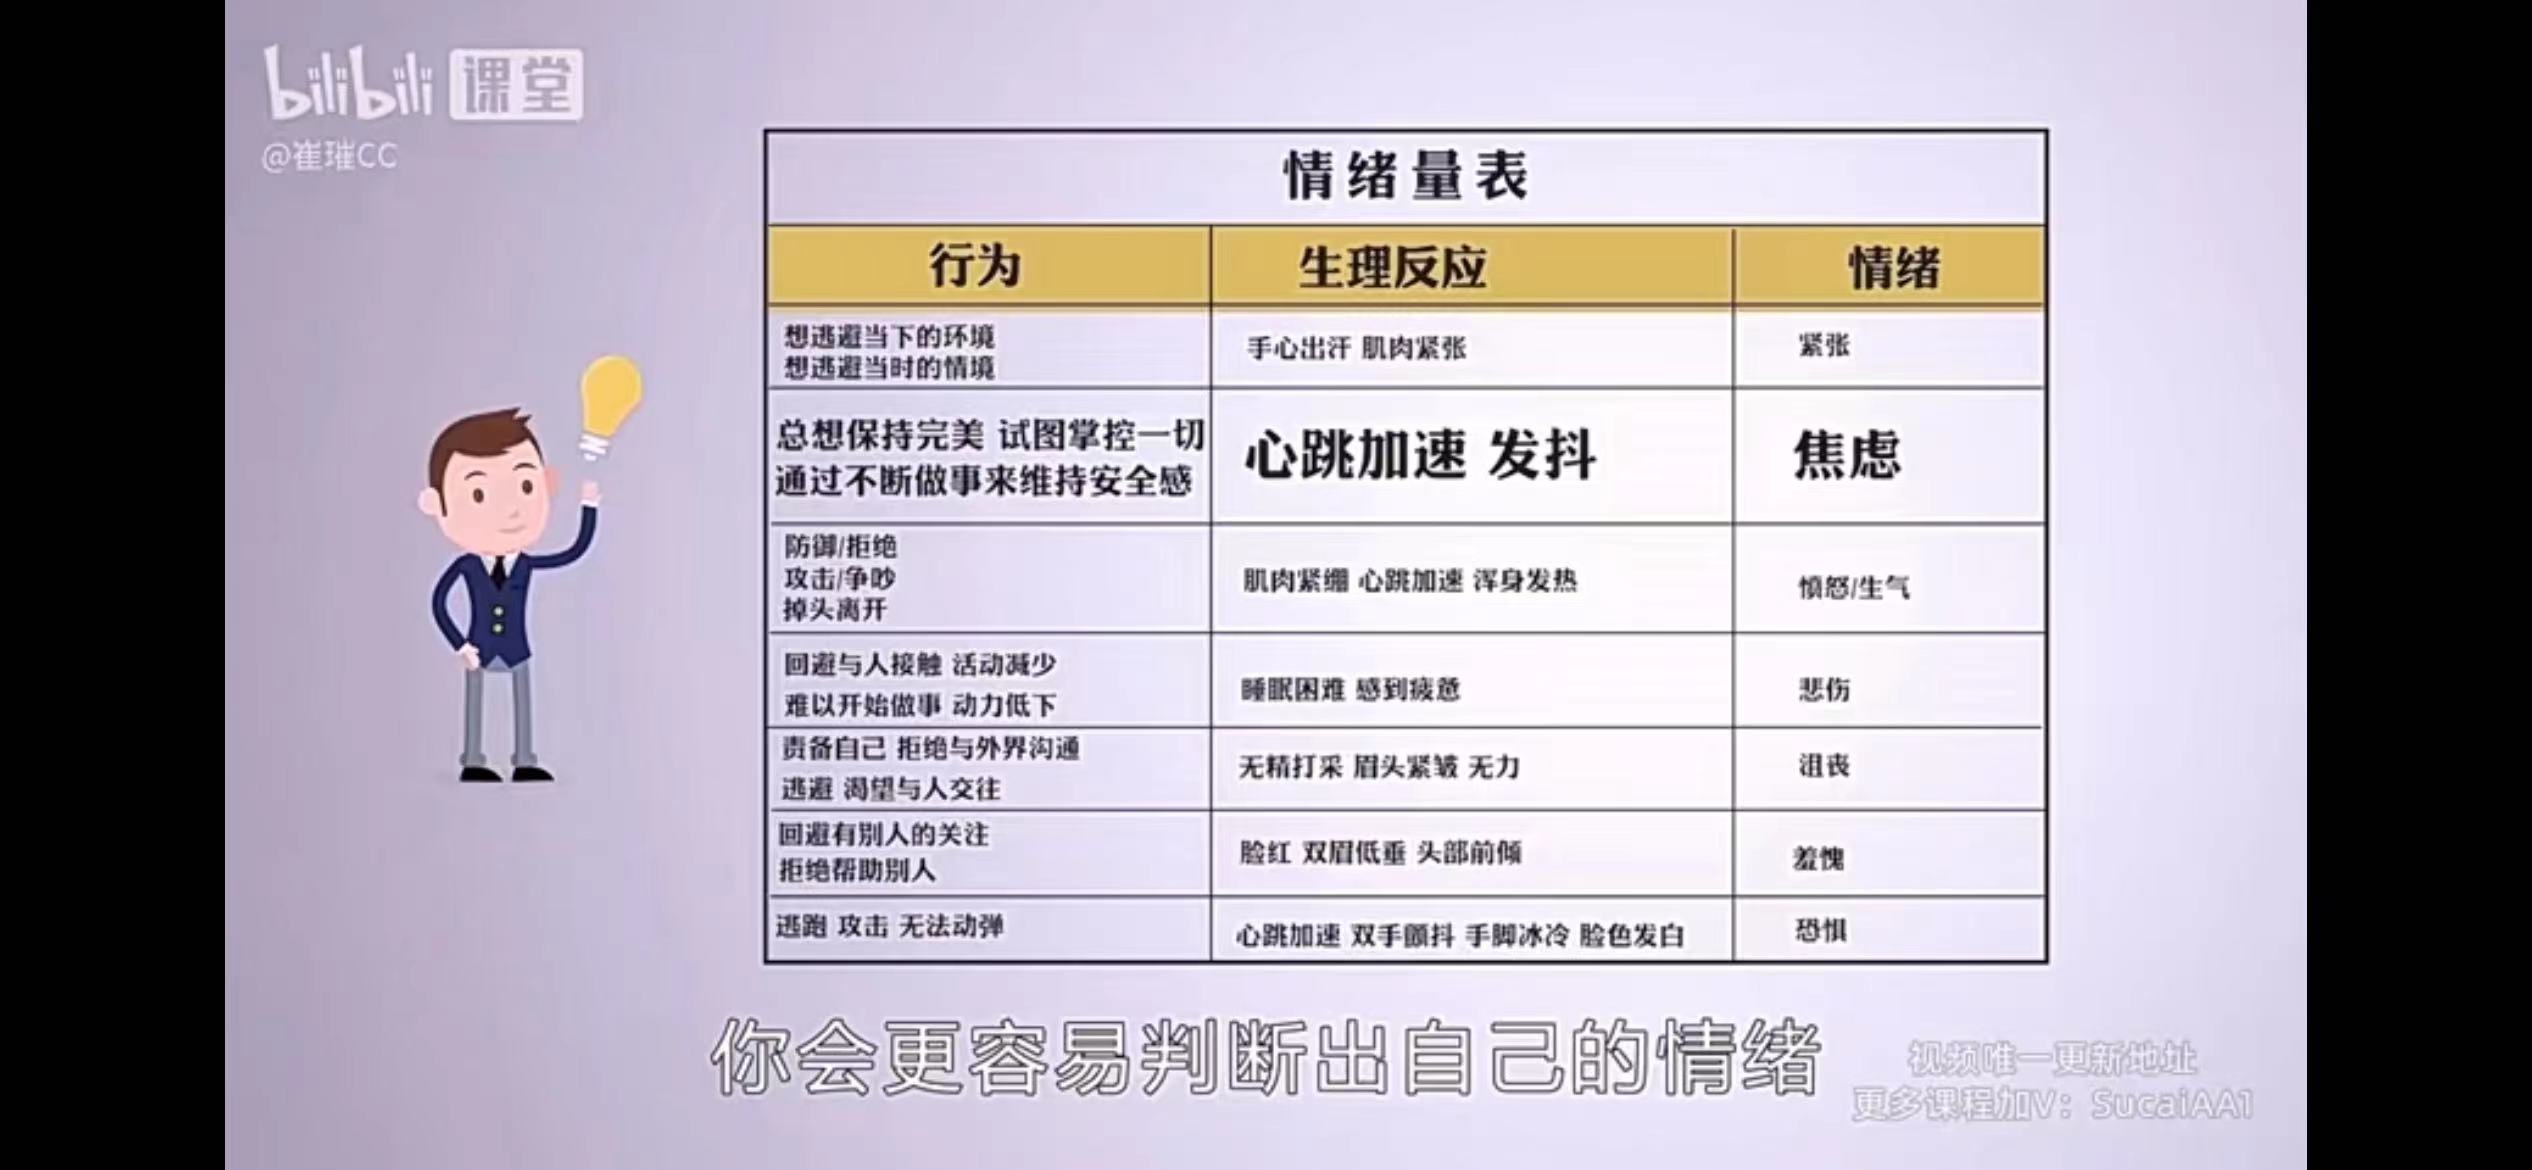 bilibili 课堂
@崔璀CC
情绪量表
行为 生理反应 情绪
想逃避当下的环境
想逃避当时的情境
手心出汗 肌肉紧张
紧张
总想保持完美 试图掌控一切
通过不断做事来维持安全感
心跳加速 发抖
焦虑
防御/拒绝
攻击/争吵
掉头离开
肌肉紧绷 心跳加速 浑身发热
愤怒/生气
回避与人接触 活动减少
难以开始做事 动力低下
睡眠困难 感到疲惫
悲伤
责备自己 拒绝与外界沟通
逃避 渴望与人交往
无精打采 眉头紧皱 无力
沮丧
回避有别人的关注
拒绝帮助别人
脸红 双眉低垂 头部前倾
羞愧
逃跑 攻击 无法动弹
心跳加速 双手颤抖 手脚冰冷 脸色发白
恐惧
你会更容易判断出自己的情绪
视频唯一更新地址
更多课程加V：SucaiAA1